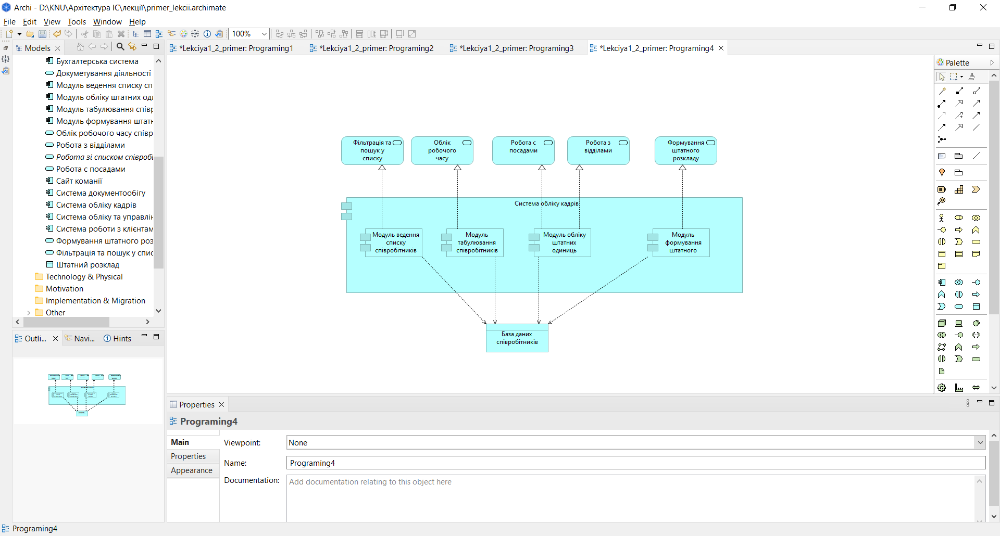 Archi - D:\KNU\Архітектура ІС\лекції\primer_lekcii.archimate
File Edit View Tools Window Help
100%
Models
*Lekciya1_2_primer: Programing1
*Lekciya1_2_primer: Programing2
*Lekciya1_2_primer: Programing3
*Lekciya1_2_primer: Programing4
Бухгалтерська система
Докуметування діяльності
Модуль ведення списку сп
Модуль обліку штатних оди
Модуль табулювання співр
Модуль формування штатн
Облік робочого часу співр
Робота з відділами
Робота зі списком співробі
Робота с посадами
Сайт команії
Система документообігу
Система обліку кадрів
Система обліку та управлін
Система роботи з клієнтам
Формування штатного роз
Фільтрація та пошук у спис
Штатний розклад
Technology & Physical
Motivation
Implementation & Migration
Other
Outli...
Navi...
Hints
Фільтрація та
пошук у
списку
Облік
робочого
часу
Робота с
посадами
Робота з
відділами
Формування
штатного
розкладу
Система обліку кадрів
Модуль ведення
списку
співробітників
Модуль
табулювання
співробітників
Модуль обліку
штатних
одиниць
Модуль
формування
штатного
База даних
співробітників
Palette
Properties
Programing4
Main
Properties
Appearance
Viewpoint:
None
Name:
Programing4
Documentation:
Add documentation relating to this object here
Programing4